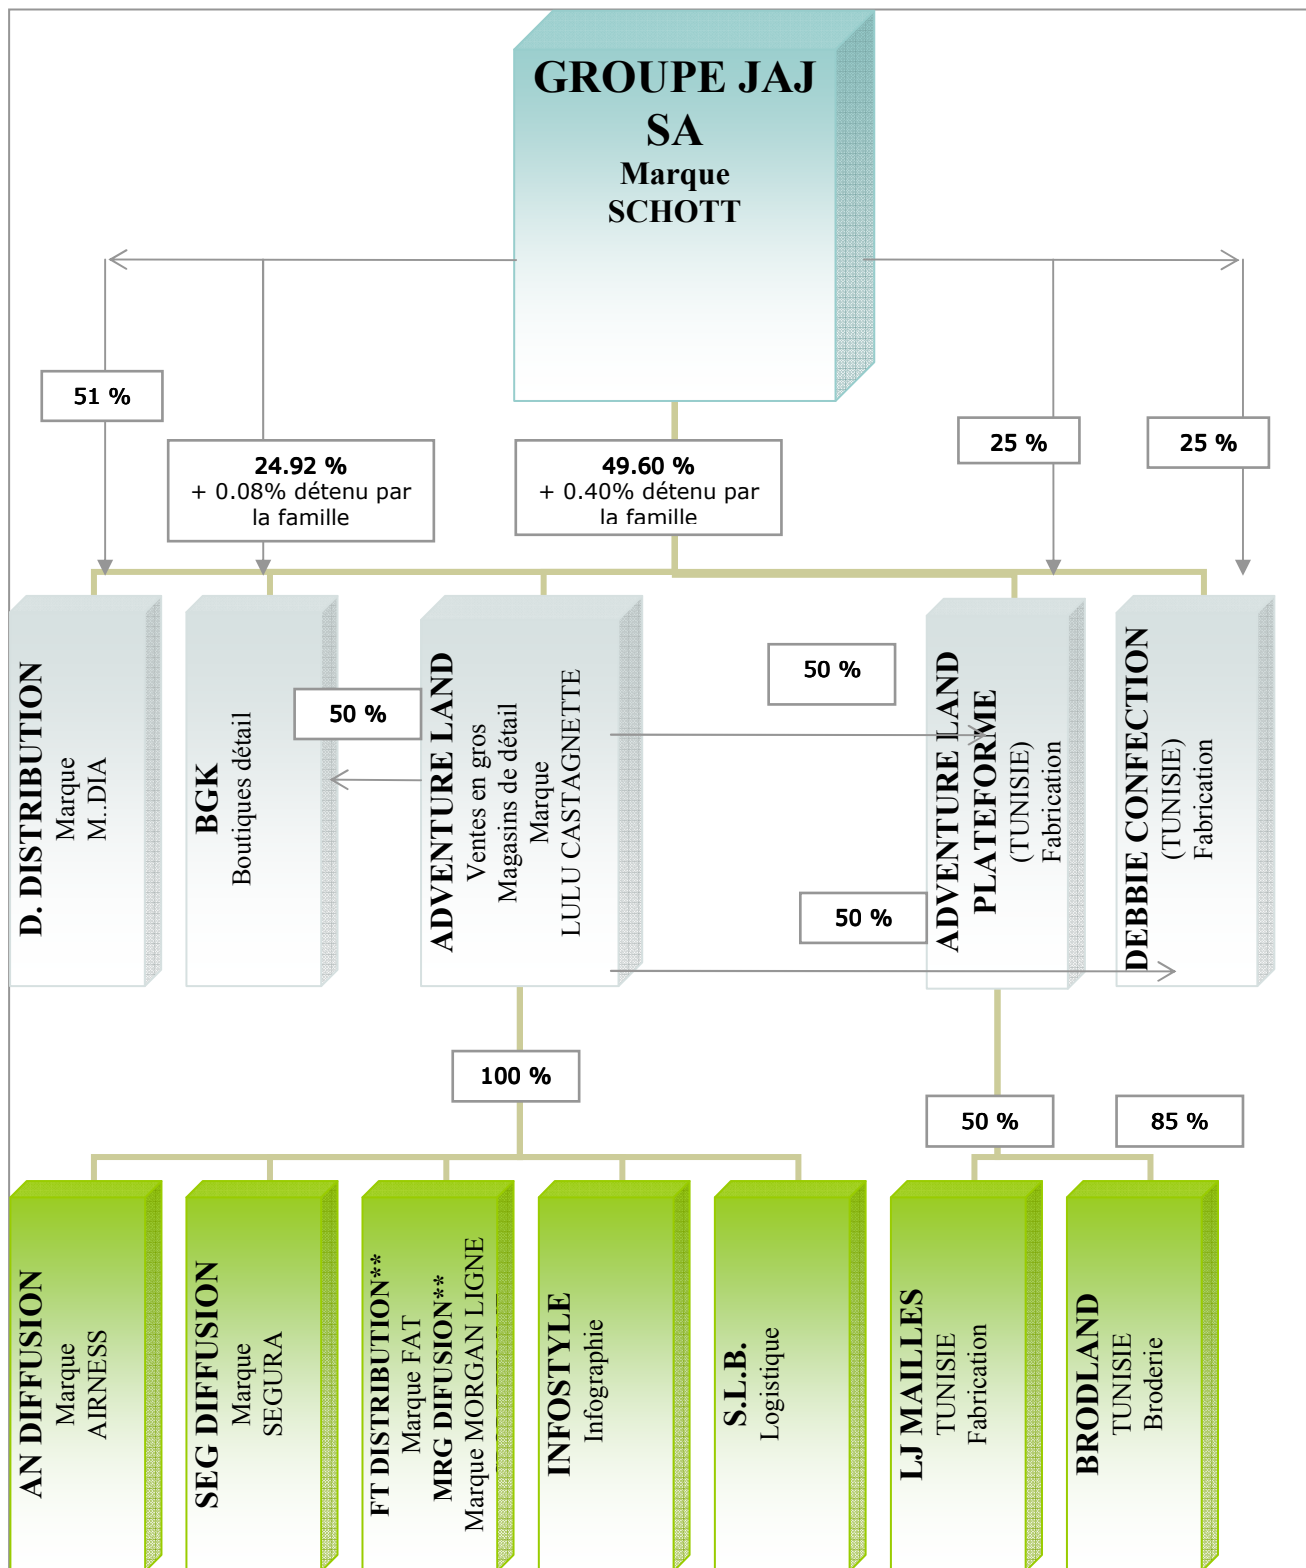 GROUPE JAJ
SA
Marque
SCHOTT
51 %
24.92 %
+ 0.08% détenu par
la famille
49.60 %
+ 0.40% détenu par
la famille
25 %
25 %
D. DISTRIBUTION
Marque
M..DIA
BGK
Boutiques détail
50 %
ADVENTURE LAND
Ventes en gros
Magasins de détail
Marque
LULU CASTAGNETTE
50 %
50 %
ADVENTURE LAND
PLATEFORME
(TUNISIE)
Fabrication
DEBBIE CONFECTION
(TUNISIE)
Fabrication
100 %
50 %
85 %
AN DIFFUSION
Marque
AIRNESS
SEG DIFFUSION
Marque
SEGURA
FT DISTRIBUTION**
Marque FAT
MRG DIFUSION**
Marque MORGAN LIGNE
INFOSTYLE
Infographie
S.L.B.
Logistique
LJ MAILLES
TUNISIE
Fabrication
BRODLAND
TUNISIE
Broderie